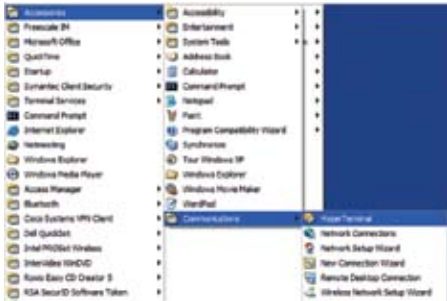 Accessories
Freescale IM
Microsoft Office
QuickTime
Startup
Symantec Client Security
Terminal Services
Command Prompt
Internet Explorer
Networking
Windows Explorer
Windows Media Player
Access Manager
Bluetooth
Cisco Systems VPN Client
Dell QuickSet
Intel PROSet Wireless
InterVideo WinDVD
Roxio Easy CD Creator 5
RSA SecurID Software Token
Accessibility
Entertainment
System Tools
Address Book
Calculator
Command Prompt
Notepad
Paint
Program Compatibility Wizard
Synchronize
Tour Windows XP
Windows Explorer
Windows Movie Maker
WordPad
Communications
HyperTerminal
Network Connections
Network Setup Wizard
New Connection Wizard
Remote Desktop Connection
Wireless Network Setup Wizard